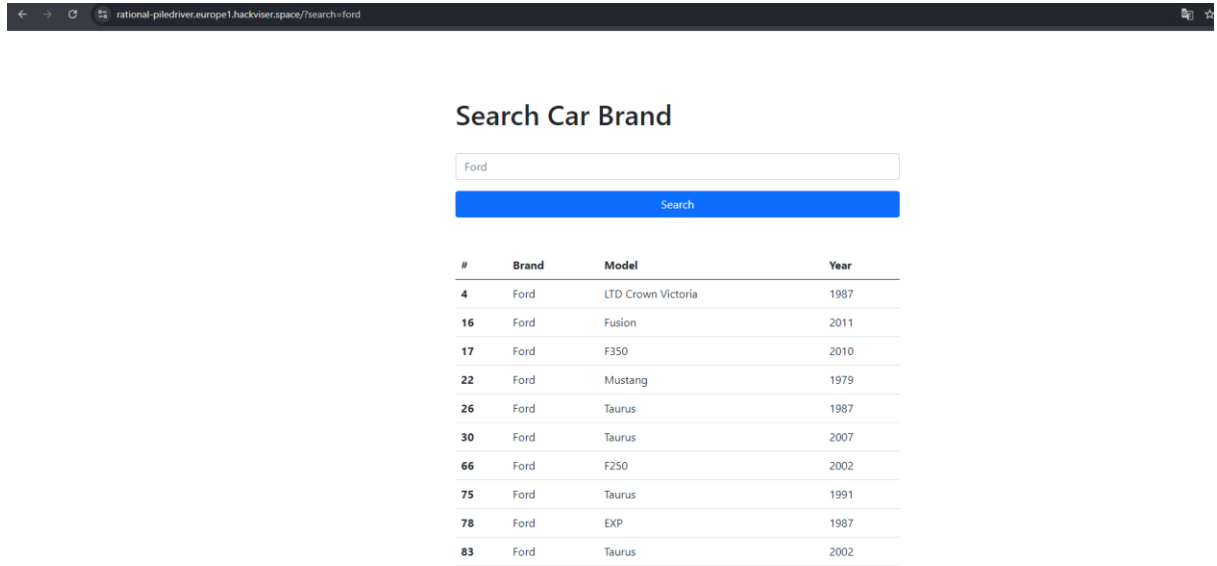 rational-piledriver.europe1.hackviser.space/?search=ford
Search Car Brand
Ford
Search
# Brand Model Year
4 Ford LTD Crown Victoria 1987
16 Ford Fusion 2011
17 Ford F350 2010
22 Ford Mustang 1979
26 Ford Taurus 1987
30 Ford Taurus 2007
66 Ford F250 2002
75 Ford Taurus 1991
78 Ford EXP 1987
83 Ford Taurus 2002